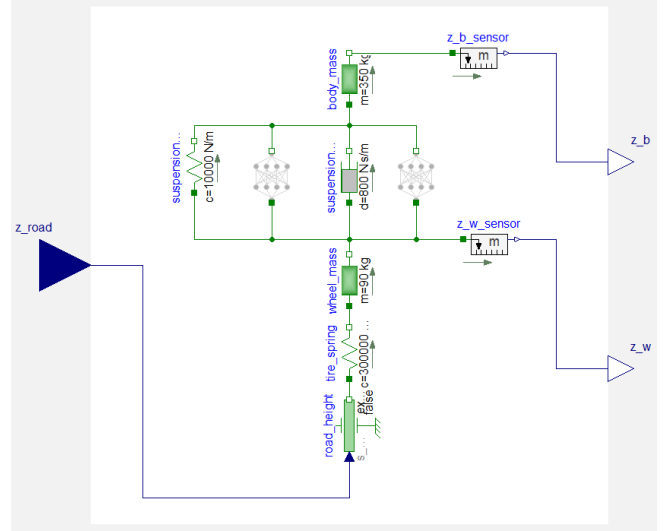 z_b_sensor
m
body_mass
m=350 kg
z_b
suspension...
c=10000 N/m
suspension...
d=800 N s/m
z_road
z_w_sensor
m
wheel_mass
m=90 kg
z_w
tire_spring
c=300000 ...
road_height
ex...
false
s_...